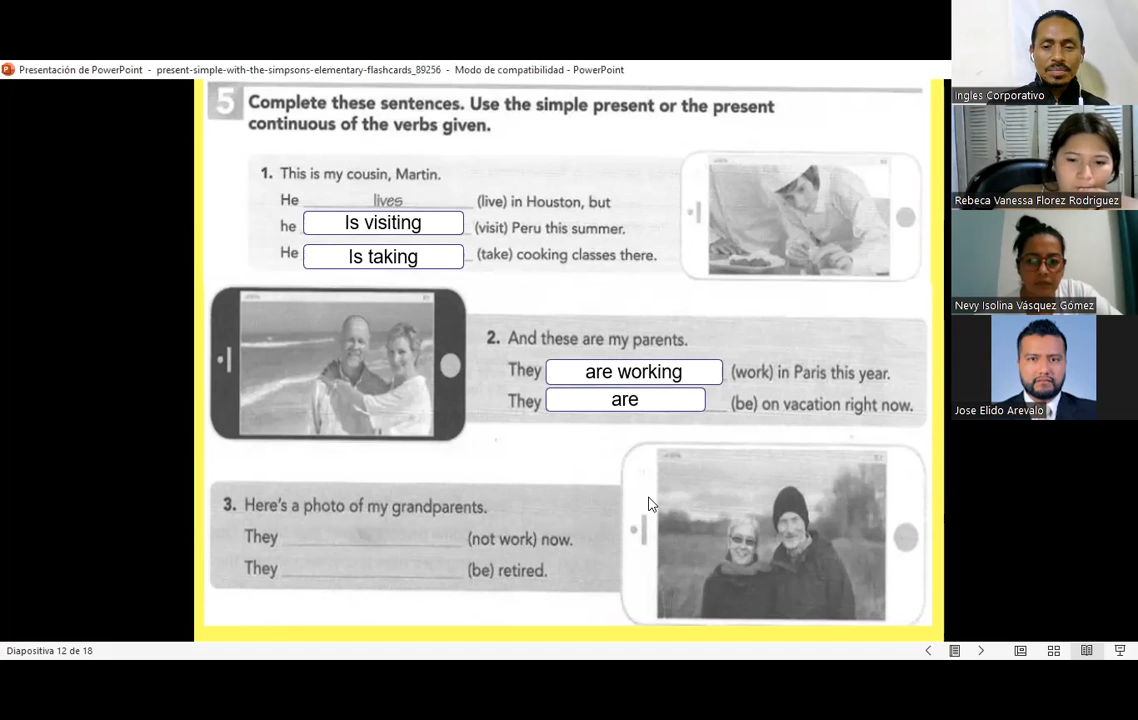 Presentación de PowerPoint - present-simple-with-the-simpsons-elementary-flashcards_89256 - Modo de compatibilidad - PowerPoint
5 Complete these sentences. Use the simple present or the present
continuous of the verbs given.
1. This is my cousin, Martin.
He lives (live) in Houston, but
he Is visiting (visit) Peru this summer.
He Is taking (take) cooking classes there.
2. And these are my parents.
They are working (work) in Paris this year.
They are (be) on vacation right now.
3. Here's a photo of my grandparents.
They ____ (not work) now.
They ____ (be) retired.
Diapositiva 12 de 18
Ingles Corporativo
Rebeca Vanessa Florez Rodriguez
Nevy Isolina Vásquez Gómez
Jose Elido Arevalo